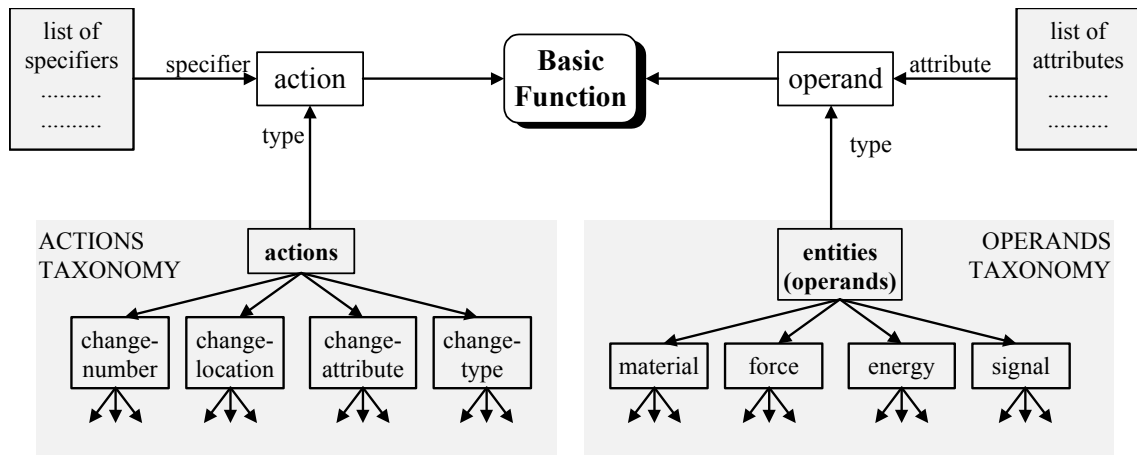 list of
specifiers
..........
..........
specifier
action
type
Basic
Function
operand
attribute
type
list of
attributes
..........
..........
ACTIONS
TAXONOMY
actions
change-
number
change-
location
change-
attribute
change-
type
OPERANDS
TAXONOMY
entities
(operands)
material
force
energy
signal